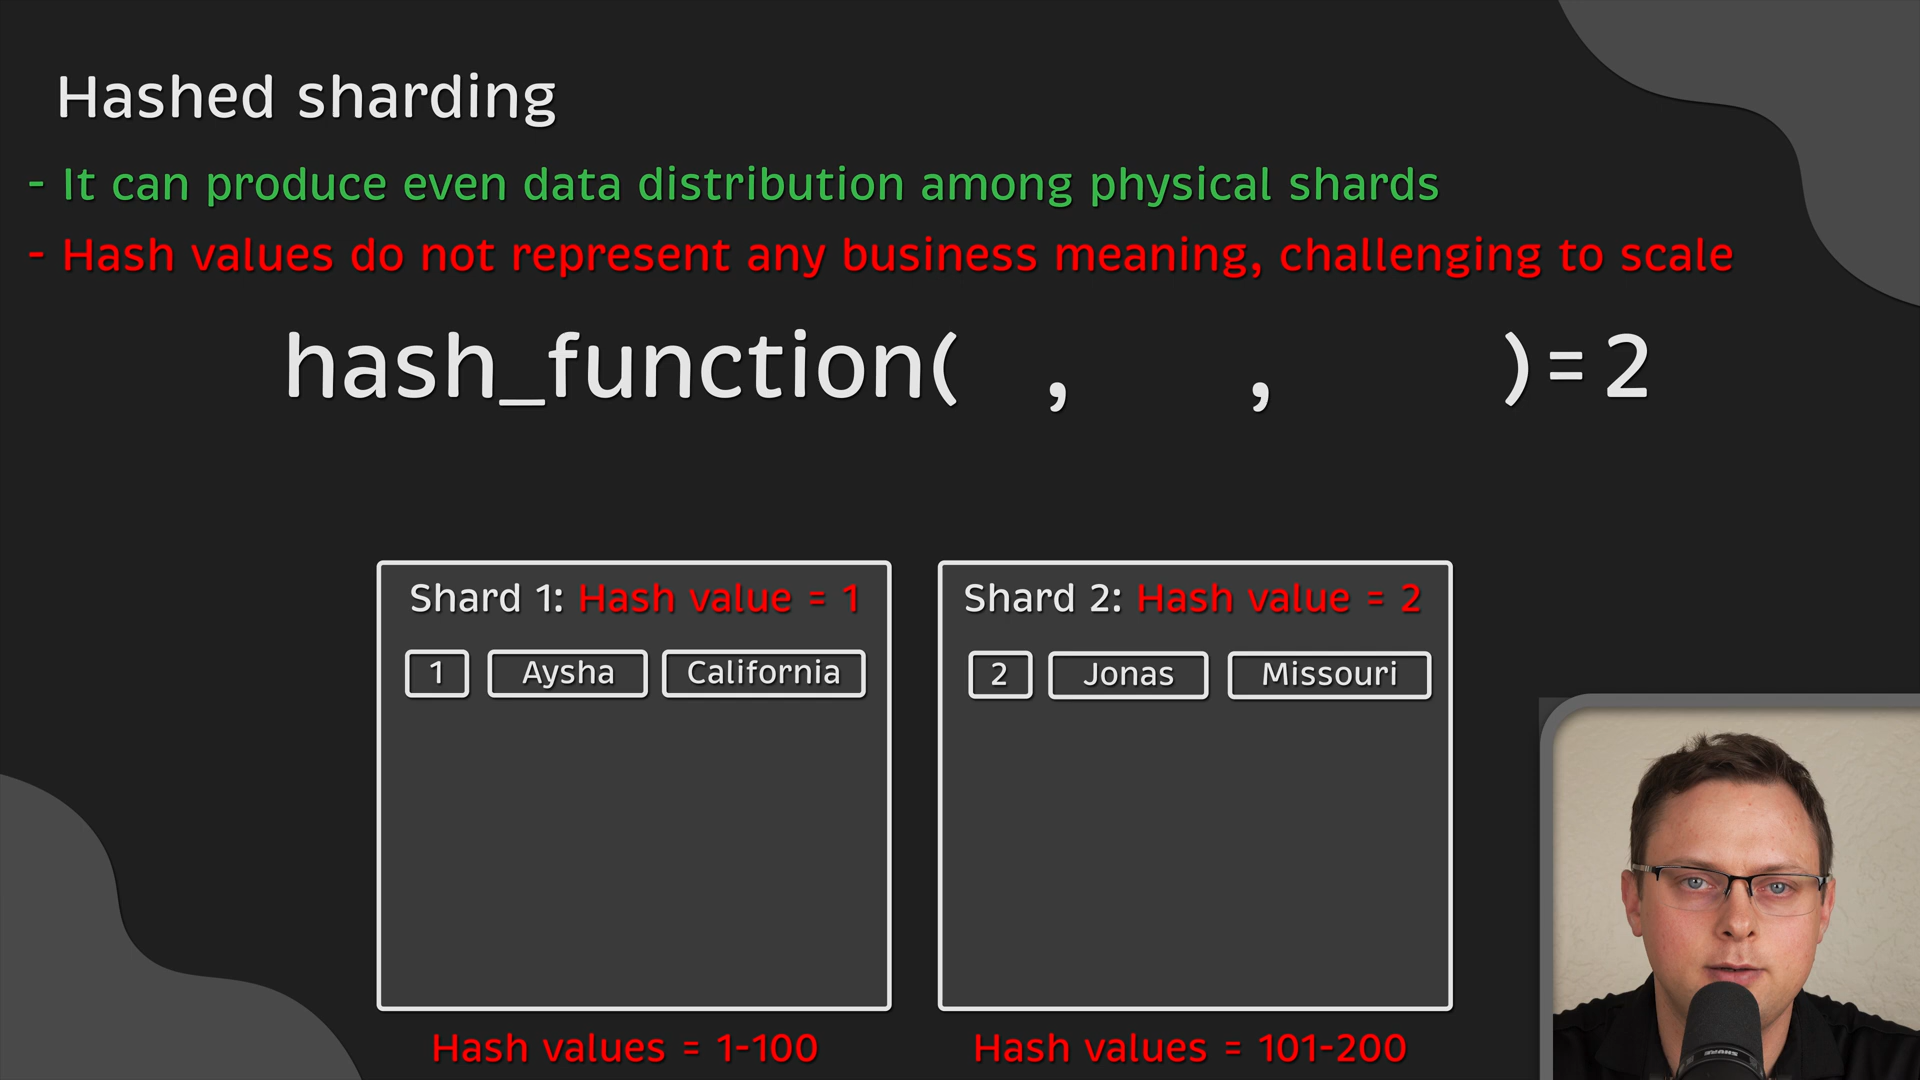 Hashed sharding
- It can produce even data distribution among physical shards
- Hash values do not represent any business meaning, challenging to scale
hash_function( , , )=2
Shard 1: Hash value = 1
1 Aysha California
Hash values = 1-100
Shard 2: Hash value = 2
2 Jonas Missouri
Hash values = 101-200